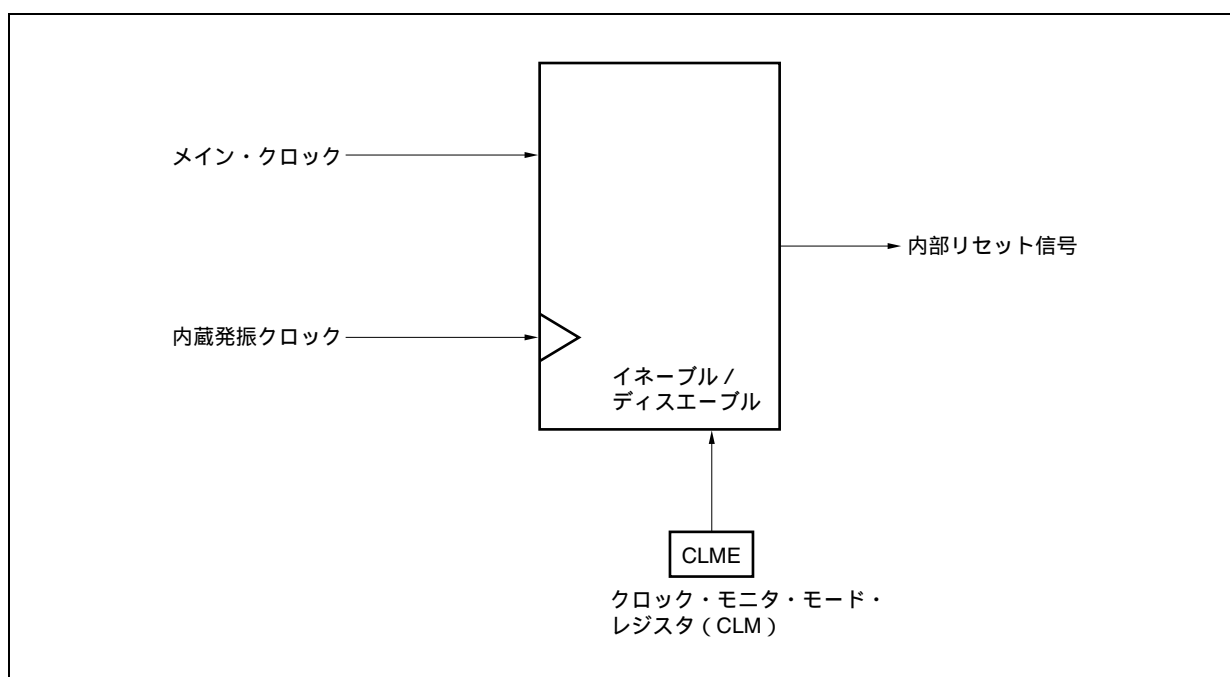 メイン・クロック
内部リセット信号
内蔵発振クロック
イネーブル /
ディスエーブル
CLME
クロック・モニタ・モード・
レジスタ ( CLM )